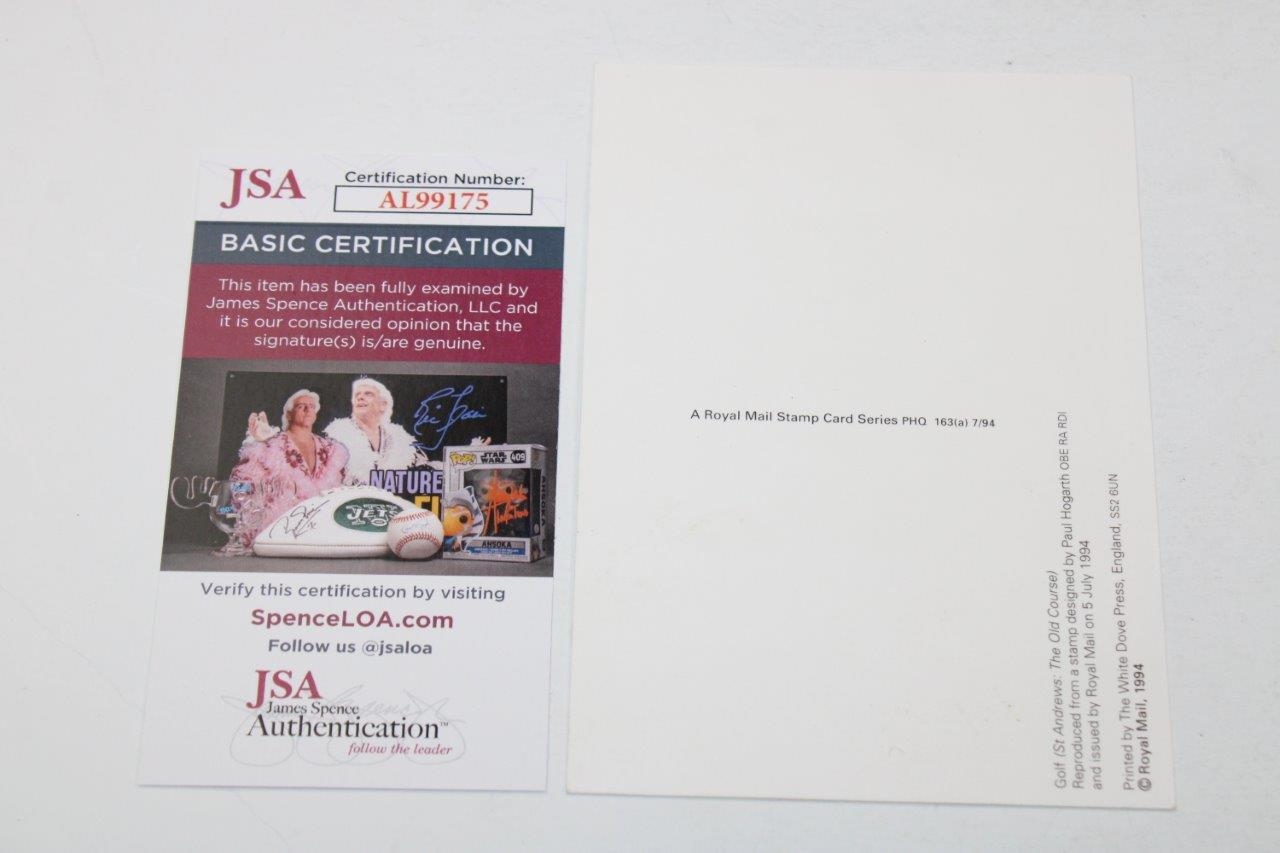 JSA
Certification Number:
AL99175
BASIC CERTIFICATION
This item has been fully examined by
James Spence Authentication, LLC and
it is our considered opinion that the
signature(s) is/are genuine.
NATURE
POP!
STAR WARS
409
JETS
AHSOKA
AHSOKA
Verify this certification by visiting
SpenceLOA.com
Follow us @jsaloa
JSA
James Spence
Authentication™
follow the leader
A Royal Mail Stamp Card Series PHQ 163(a) 7/94
Golf (St Andrews: The Old Course)
Reproduced from a stamp designed by Paul Hogarth OBE RA RDI
and issued by Royal Mail on 5 July 1994
Printed by The White Dove Press, England, SS2 6UN
© Royal Mail, 1994